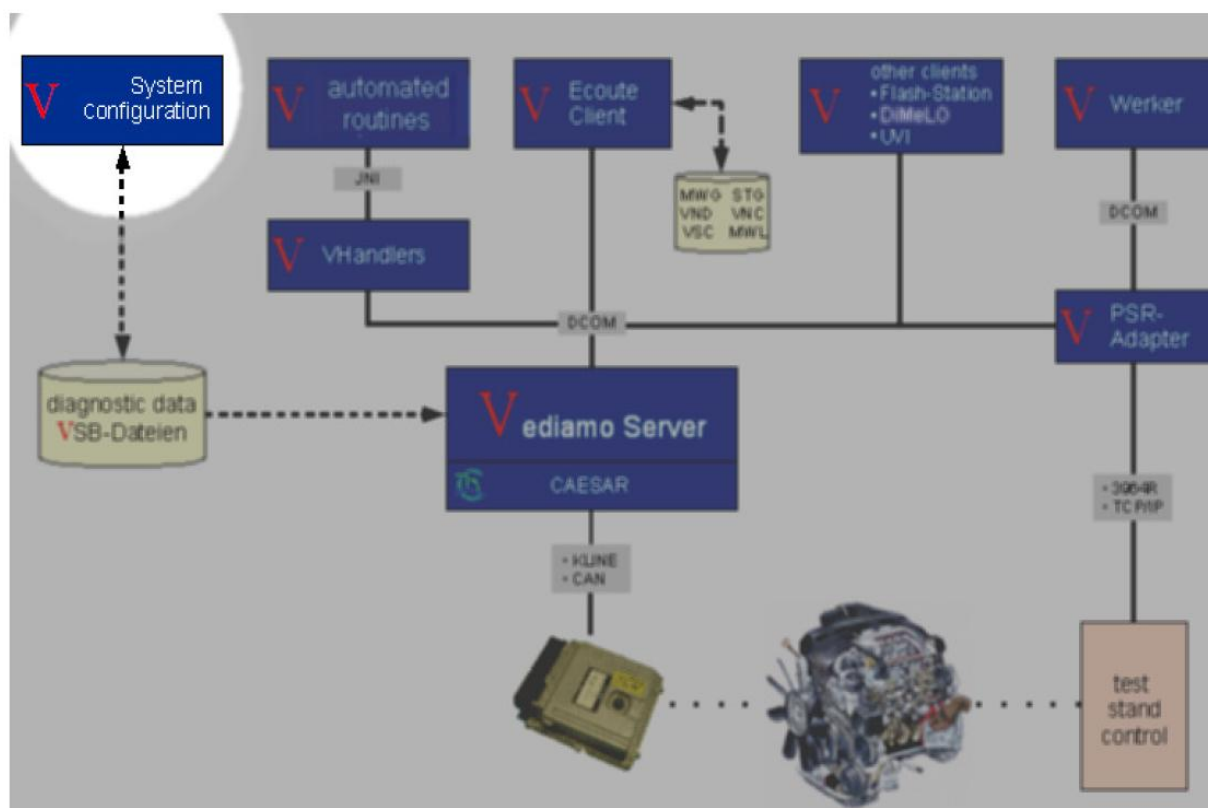 V System Configuration
V automated routines
V Ecoute Client
V other clients
• Flash-Station
• DiMeLO
• UVI
V Werker
JNI
MWG STG
VND VNC
VSC MWL
DCOM
V VHandlers
DCOM
V PSR-Adapter
diagnostic data
VSB-Dateien
Vediamo Server
CAESAR
• 3964R
• TCP/IP
• KLINE
• CAN
test
stand
control